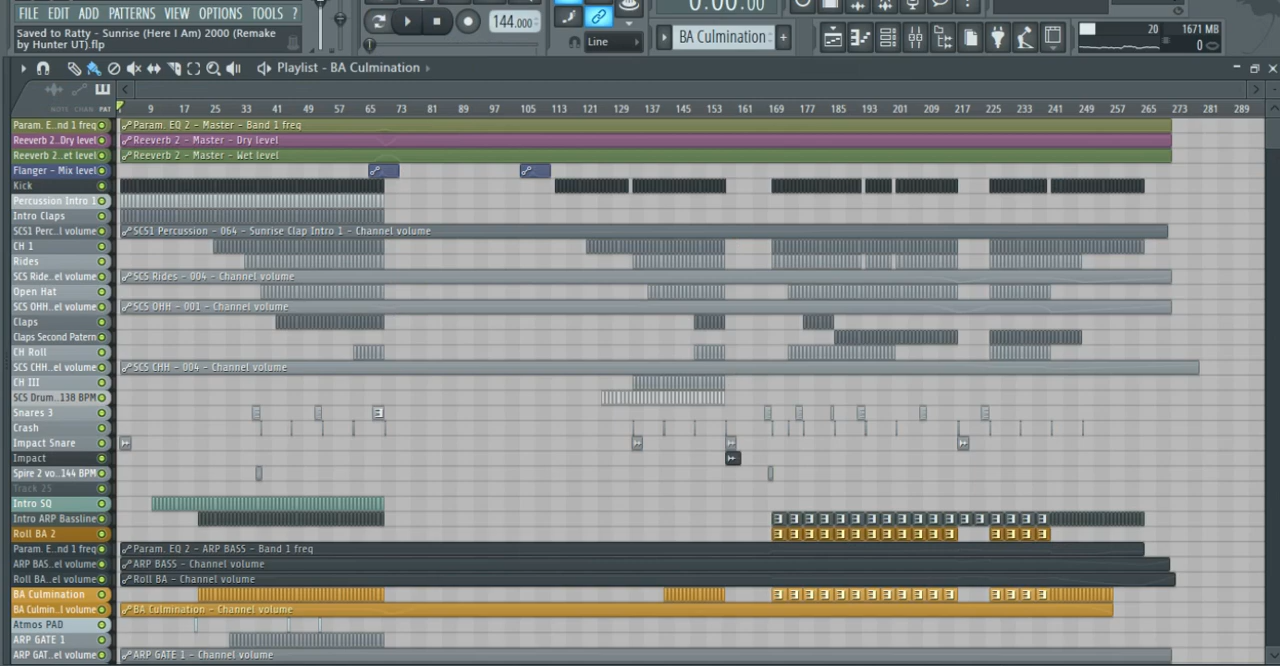 FILE EDIT ADD PATTERNS VIEW OPTIONS TOOLS ?
Saved to Ratty - Sunrise (Here I Am) 2000 (Remake
by Hunter UT).flp
144.000
0:00:00
Line
BA Culmination
20
1671 MB
0
Playlist - BA Culmination
NOTE CHAN PAT
9 17 25 33 41 49 57 65 73 81 89 97 105 113 121 129 137 145 153 161 169 177 185 193 201 209 217 225 233 241 249 257 265 273 281 289
Param. E..nd 1 freq
Param. EQ 2 - Master - Band 1 freq
Reeverb 2..Dry level
Reeverb 2 - Master - Dry level
Reeverb 2..et level
Reeverb 2 - Master - Wet level
Flanger - Mix level
Kick
Percussion Intro 1
Intro Claps
SCS1 Perc..l volume
SCS1 Percussion - 064 - Sunrise Clap Intro 1 - Channel volume
CH 1
Rides
SCS Ride..el volume
SCS Rides - 004 - Channel volume
Open Hat
SCS OHH..el volume
SCS OHH - 001 - Channel volume
Claps
Claps Second Patern
CH Roll
SCS CHH..el volume
SCS CHH - 004 - Channel volume
CH III
SCS Drum..138 BPM
Snares 3
Crash
Impact Snare
Impact
Spire 2 vo..144 BPM
Track 25
Intro SQ
Intro ARP Bassline
Roll BA 2
Param. E..nd 1 freq
Param. EQ 2 - ARP BASS - Band 1 freq
ARP BAS..el volume
ARP BASS - Channel volume
Roll BA..el volume
Roll BA - Channel volume
BA Culmination
BA Culmin..l volume
BA Culmination - Channel volume
Atmos PAD
ARP GATE 1
ARP GAT..el volume
ARP GATE 1 - Channel volume